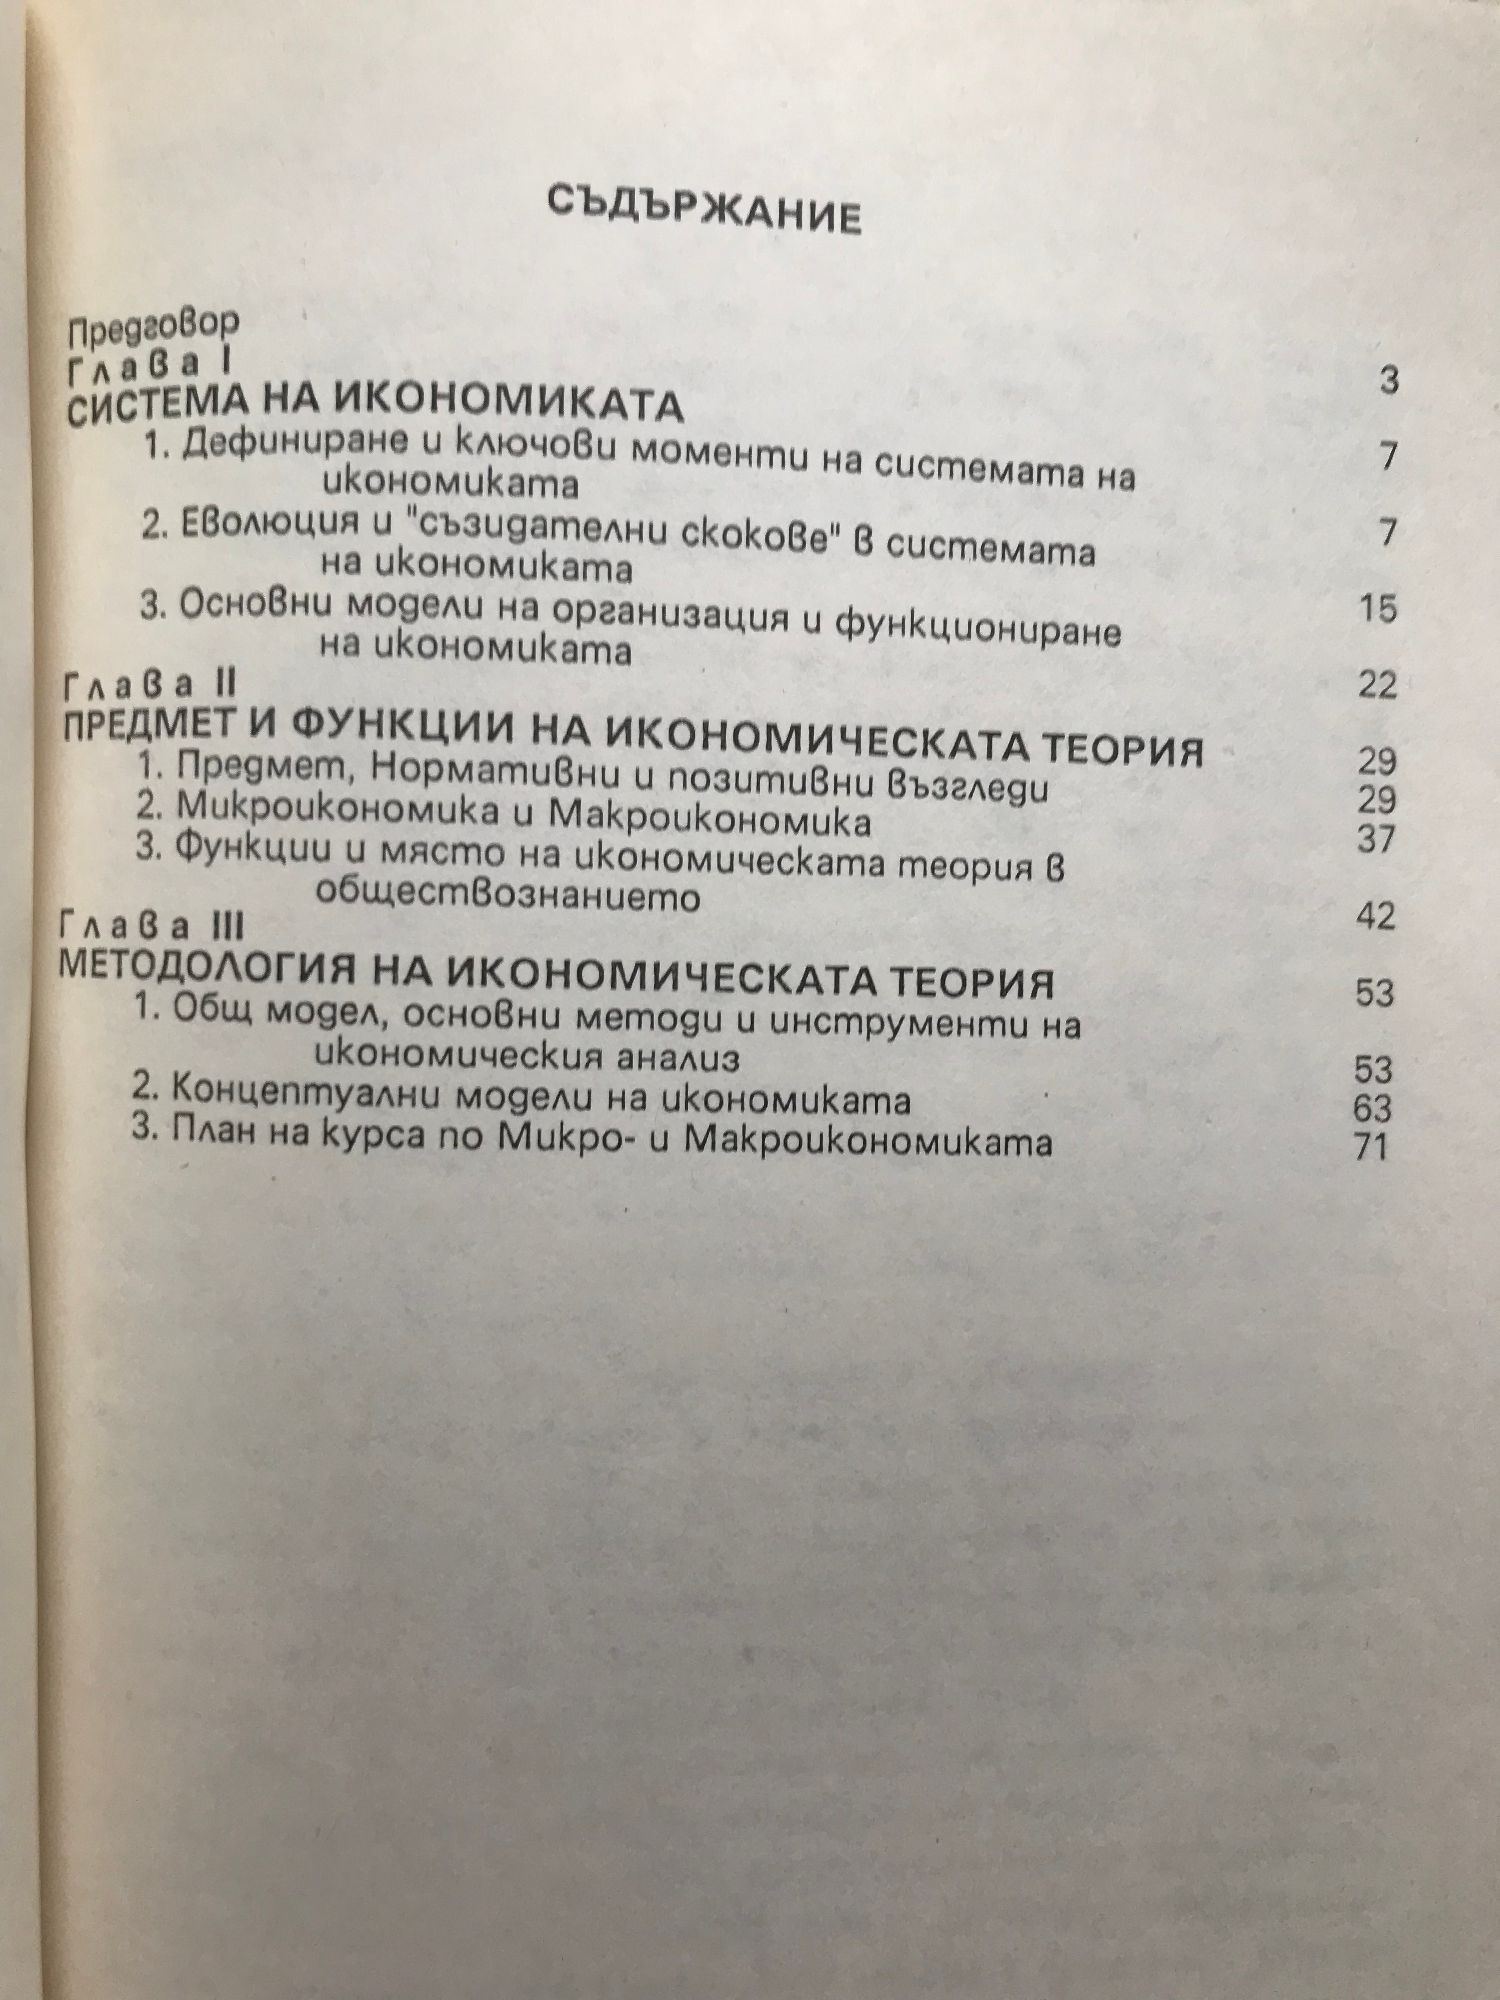 СЪДЪРЖАНИЕ
Предговор 3
Глава I
СИСТЕМА НА ИКОНОМИКАТА 7
1. Дефиниране и ключови моменти на системата на
икономиката 7
2. Еволюция и "съзидателни скокове" в системата
на икономиката 15
3. Основни модели на организация и функциониране
на икономиката 22
Глава II
ПРЕДМЕТ И ФУНКЦИИ НА ИКОНОМИЧЕСКАТА ТЕОРИЯ 29
1. Предмет, Нормативни и позитивни възгледи 29
2. Микроикономика и Макроикономика 37
3. Функции и място на икономическата теория в
обществознанието 42
Глава III
МЕТОДОЛОГИЯ НА ИКОНОМИЧЕСКАТА ТЕОРИЯ 53
1. Общ модел, основни методи и инструменти на
икономическия анализ 53
2. Концептуални модели на икономиката 63
3. План на курса по Микро- и Макроикономиката 71